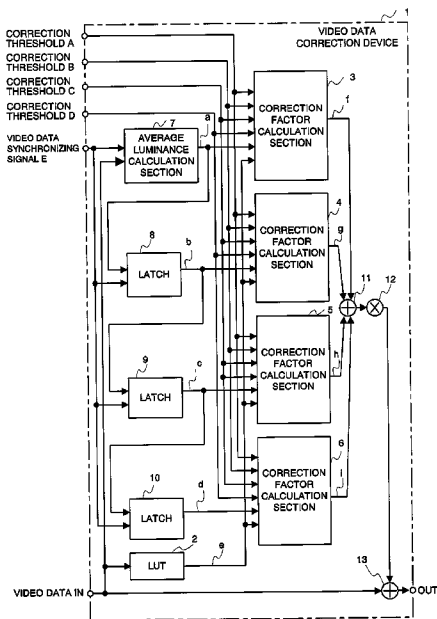 1
CORRECTION
THRESHOLD A
CORRECTION
THRESHOLD B
CORRECTION
THRESHOLD C
CORRECTION
THRESHOLD D
VIDEO DATA
SYNCHRONIZING
SIGNAL E
VIDEO DATA
CORRECTION DEVICE
7
AVERAGE
LUMINANCE
CALCULATION
SECTION
a
3
CORRECTION
FACTOR
CALCULATION
SECTION
f
8
LATCH
b
4
CORRECTION
FACTOR
CALCULATION
SECTION
g
11
12
9
LATCH
c
5
CORRECTION
FACTOR
CALCULATION
SECTION
h
10
LATCH
d
6
CORRECTION
FACTOR
CALCULATION
SECTION
i
2
LUT
e
13
VIDEO DATA IN
OUT